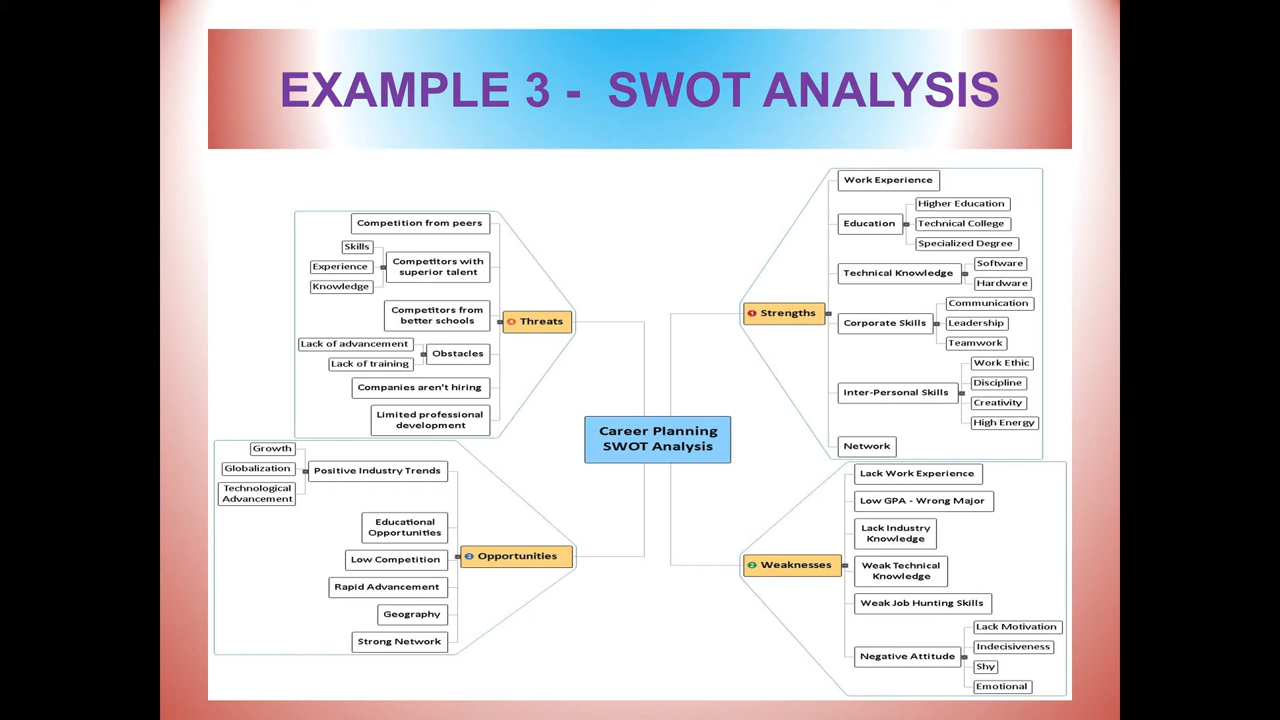 EXAMPLE 3 - SWOT ANALYSIS
Career Planning
SWOT Analysis
1 Strengths
Work Experience
Education
Higher Education
Technical College
Specialized Degree
Technical Knowledge
Software
Hardware
Corporate Skills
Communication
Leadership
Teamwork
Inter-Personal Skills
Work Ethic
Discipline
Creativity
High Energy
Network
2 Weaknesses
Lack Work Experience
Low GPA - Wrong Major
Lack Industry
Knowledge
Weak Technical
Knowledge
Weak Job Hunting Skills
Negative Attitude
Lack Motivation
Indecisiveness
Shy
Emotional
3 Opportunities
Positive Industry Trends
Growth
Globalization
Technological
Advancement
Educational
Opportunities
Low Competition
Rapid Advancement
Geography
Strong Network
4 Threats
Competition from peers
Competitors with
superior talent
Skills
Experience
Knowledge
Competitors from
better schools
Obstacles
Lack of advancement
Lack of training
Companies aren't hiring
Limited professional
development